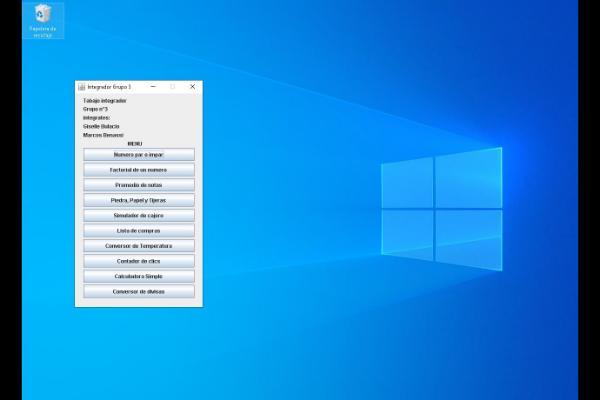 Papelera de
reciclaje
Integrador Grupo 3
Tabajo integrador
Grupo n°3
integrates:
Giselle Bulacio
Marcos Benassi
MENU
Numero par o impar
Factorial de un numero
Promedio de notas
Piedra, Papel y Tijeras
Simulador de cajero
Lista de compras
Conversor de Temperatura
Contador de clics
Calculadora Simple
Conversor de divisas